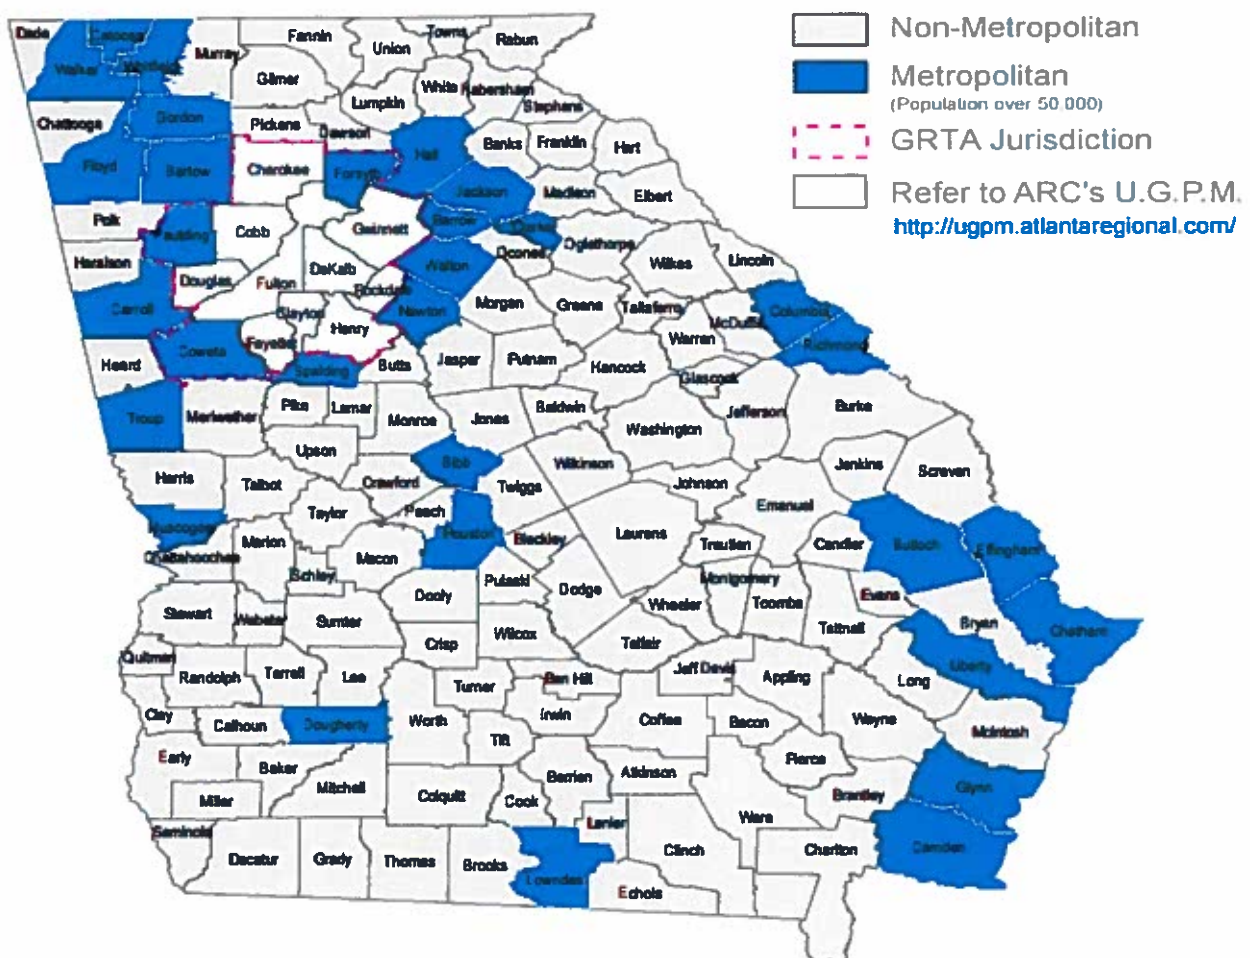 Non-Metropolitan
Metropolitan
(Population over 50 000)
GRTA Jurisdiction
Refer to ARC's U.G.P.M.
http://ugpm.atlantaregional.com/
Dade
Catoosa
Walker
Whitfield
Murray
Fannin
Union
Towns
Rabun
Gilmer
Lumpkin
White
Habersham
Stephens
Chattooga
Gordon
Pickens
Dawson
Banks
Franklin
Hart
Floyd
Bartow
Cherokee
Forsyth
Hall
Jackson
Madison
Elbert
Polk
Paulding
Cobb
Gwinnett
Barrow
Clarke
Oconee
Oglethorpe
Wilkes
Lincoln
Haralson
Douglas
Fulton
DeKalb
Rockdale
Walton
Morgan
Greene
Taliaferro
McDuffie
Columbia
Carroll
Clayton
Henry
Newton
Warren
Richmond
Heard
Coweta
Fayette
Spalding
Butts
Jasper
Putnam
Hancock
Glascock
Troup
Meriwether
Pike
Lamar
Monroe
Jones
Baldwin
Washington
Jefferson
Burke
Upson
Bibb
Wilkinson
Jenkins
Screven
Harris
Talbot
Crawford
Twiggs
Johnson
Emanuel
Muscogee
Taylor
Peach
Houston
Bleckley
Laurens
Treutlen
Candler
Bulloch
Effingham
Chattahoochee
Marion
Macon
Schley
Pulaski
Dodge
Montgomery
Wheeler
Toombs
Evans
Tattnall
Bryan
Chatham
Stewart
Webster
Sumter
Dooly
Crisp
Wilcox
Telfair
Liberty
Quitman
Randolph
Terrell
Lee
Turner
Ben Hill
Jeff Davis
Appling
Long
Clay
Calhoun
Dougherty
Worth
Tift
Irwin
Coffee
Bacon
Wayne
McIntosh
Early
Baker
Mitchell
Miller
Colquitt
Cook
Berrien
Atkinson
Pierce
Brantley
Glynn
Seminole
Decatur
Grady
Thomas
Brooks
Lowndes
Lanier
Echols
Clinch
Ware
Charlton
Camden